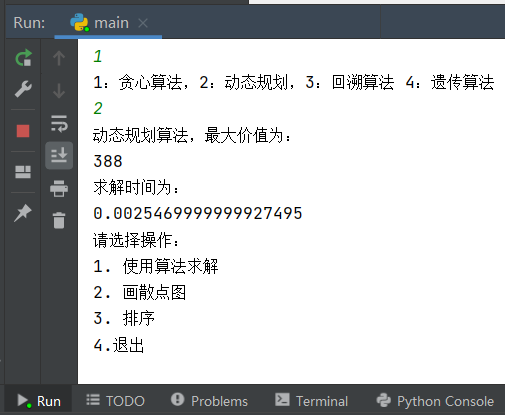 Run: main
1
1: 贪心算法, 2: 动态规划, 3: 回溯算法 4: 遗传算法
2
动态规划算法, 最大价值为:
388
求解时间为:
0.0025469999999927495
请选择操作:
1. 使用算法求解
2. 画散点图
3. 排序
4.退出
Run TODO Problems Terminal Python Console